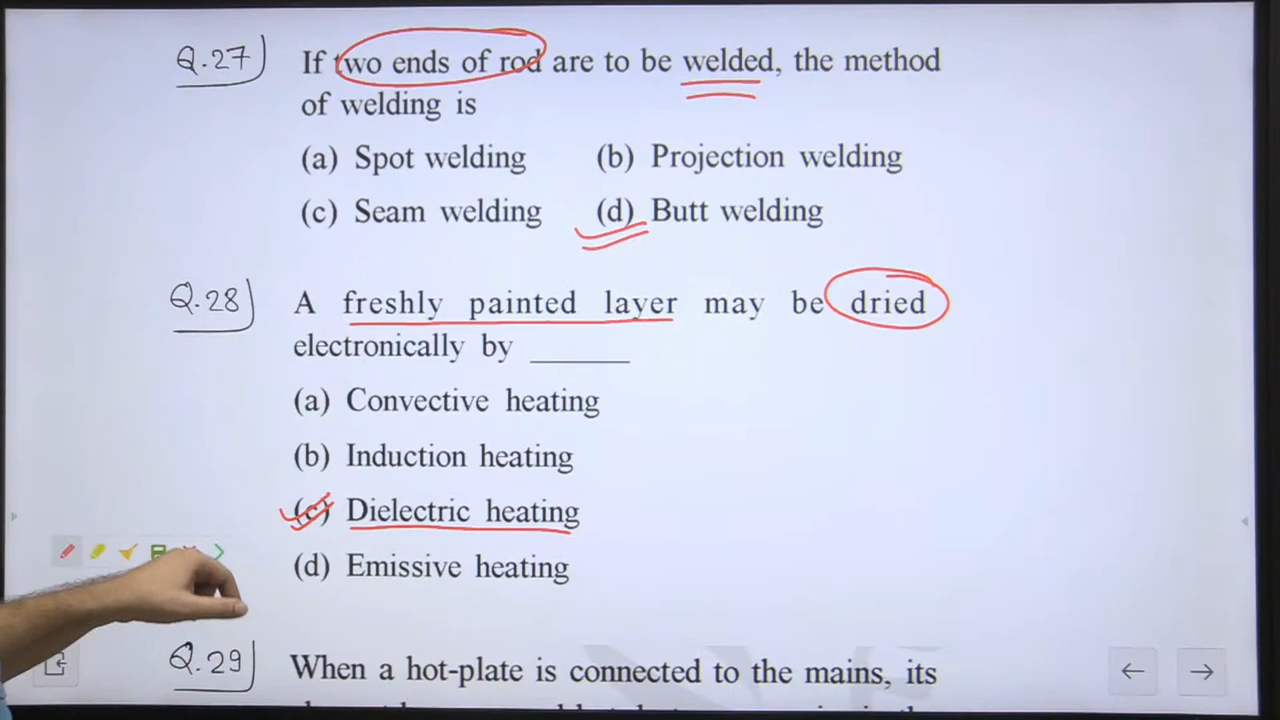 Q.27 If two ends of rod are to be welded, the method
of welding is
(a) Spot welding (b) Projection welding
(c) Seam welding (d) Butt welding
Q.28 A freshly painted layer may be dried
electronically by ______
(a) Convective heating
(b) Induction heating
(c) Dielectric heating
(d) Emissive heating
Q.29 When a hot-plate is connected to the mains, its